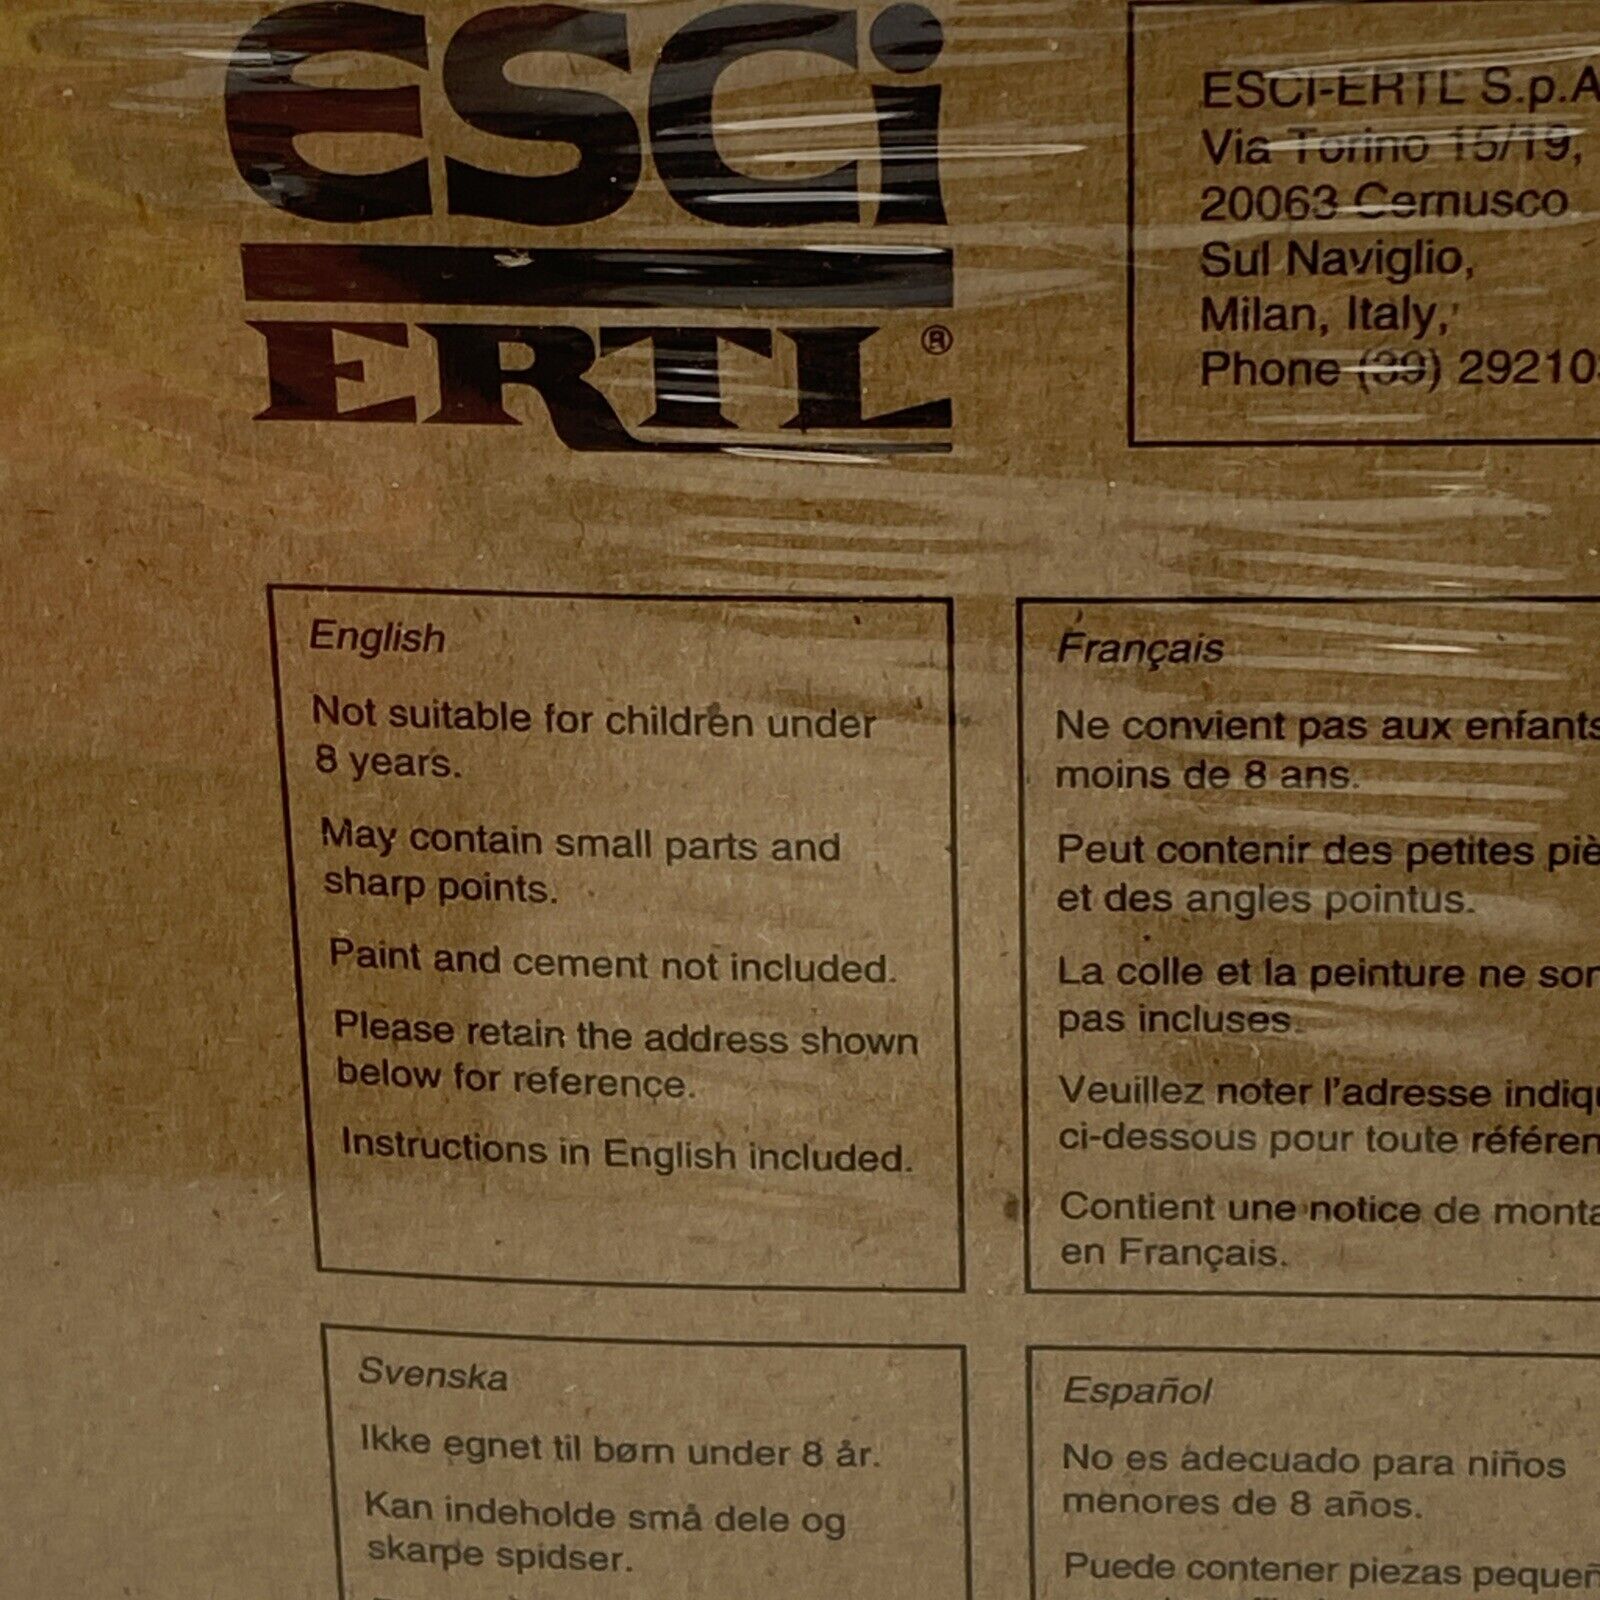 ESCi
ERTL®
ESCI-ERTL S.p.A
Via Torino 15/19,
20063 Cernusco
Sul Naviglio,
Milan, Italy,
Phone (39) 29210
English
Not suitable for children under
8 years.
May contain small parts and
sharp points.
Paint and cement not included.
Please retain the address shown
below for reference.
Instructions in English included.
Français
Ne convient pas aux enfants
moins de 8 ans.
Peut contenir des petites piè
et des angles pointus.
La colle et la peinture ne son
pas incluses.
Veuillez noter l'adresse indiqu
ci-dessous pour toute référen
Contient une notice de monta
en Français.
Svenska
Ikke egnet til børn under 8 år.
Kan indeholde små dele og
skarpe spidser.
Español
No es adecuado para niños
menores de 8 años.
Puede contener piezas pequeñ